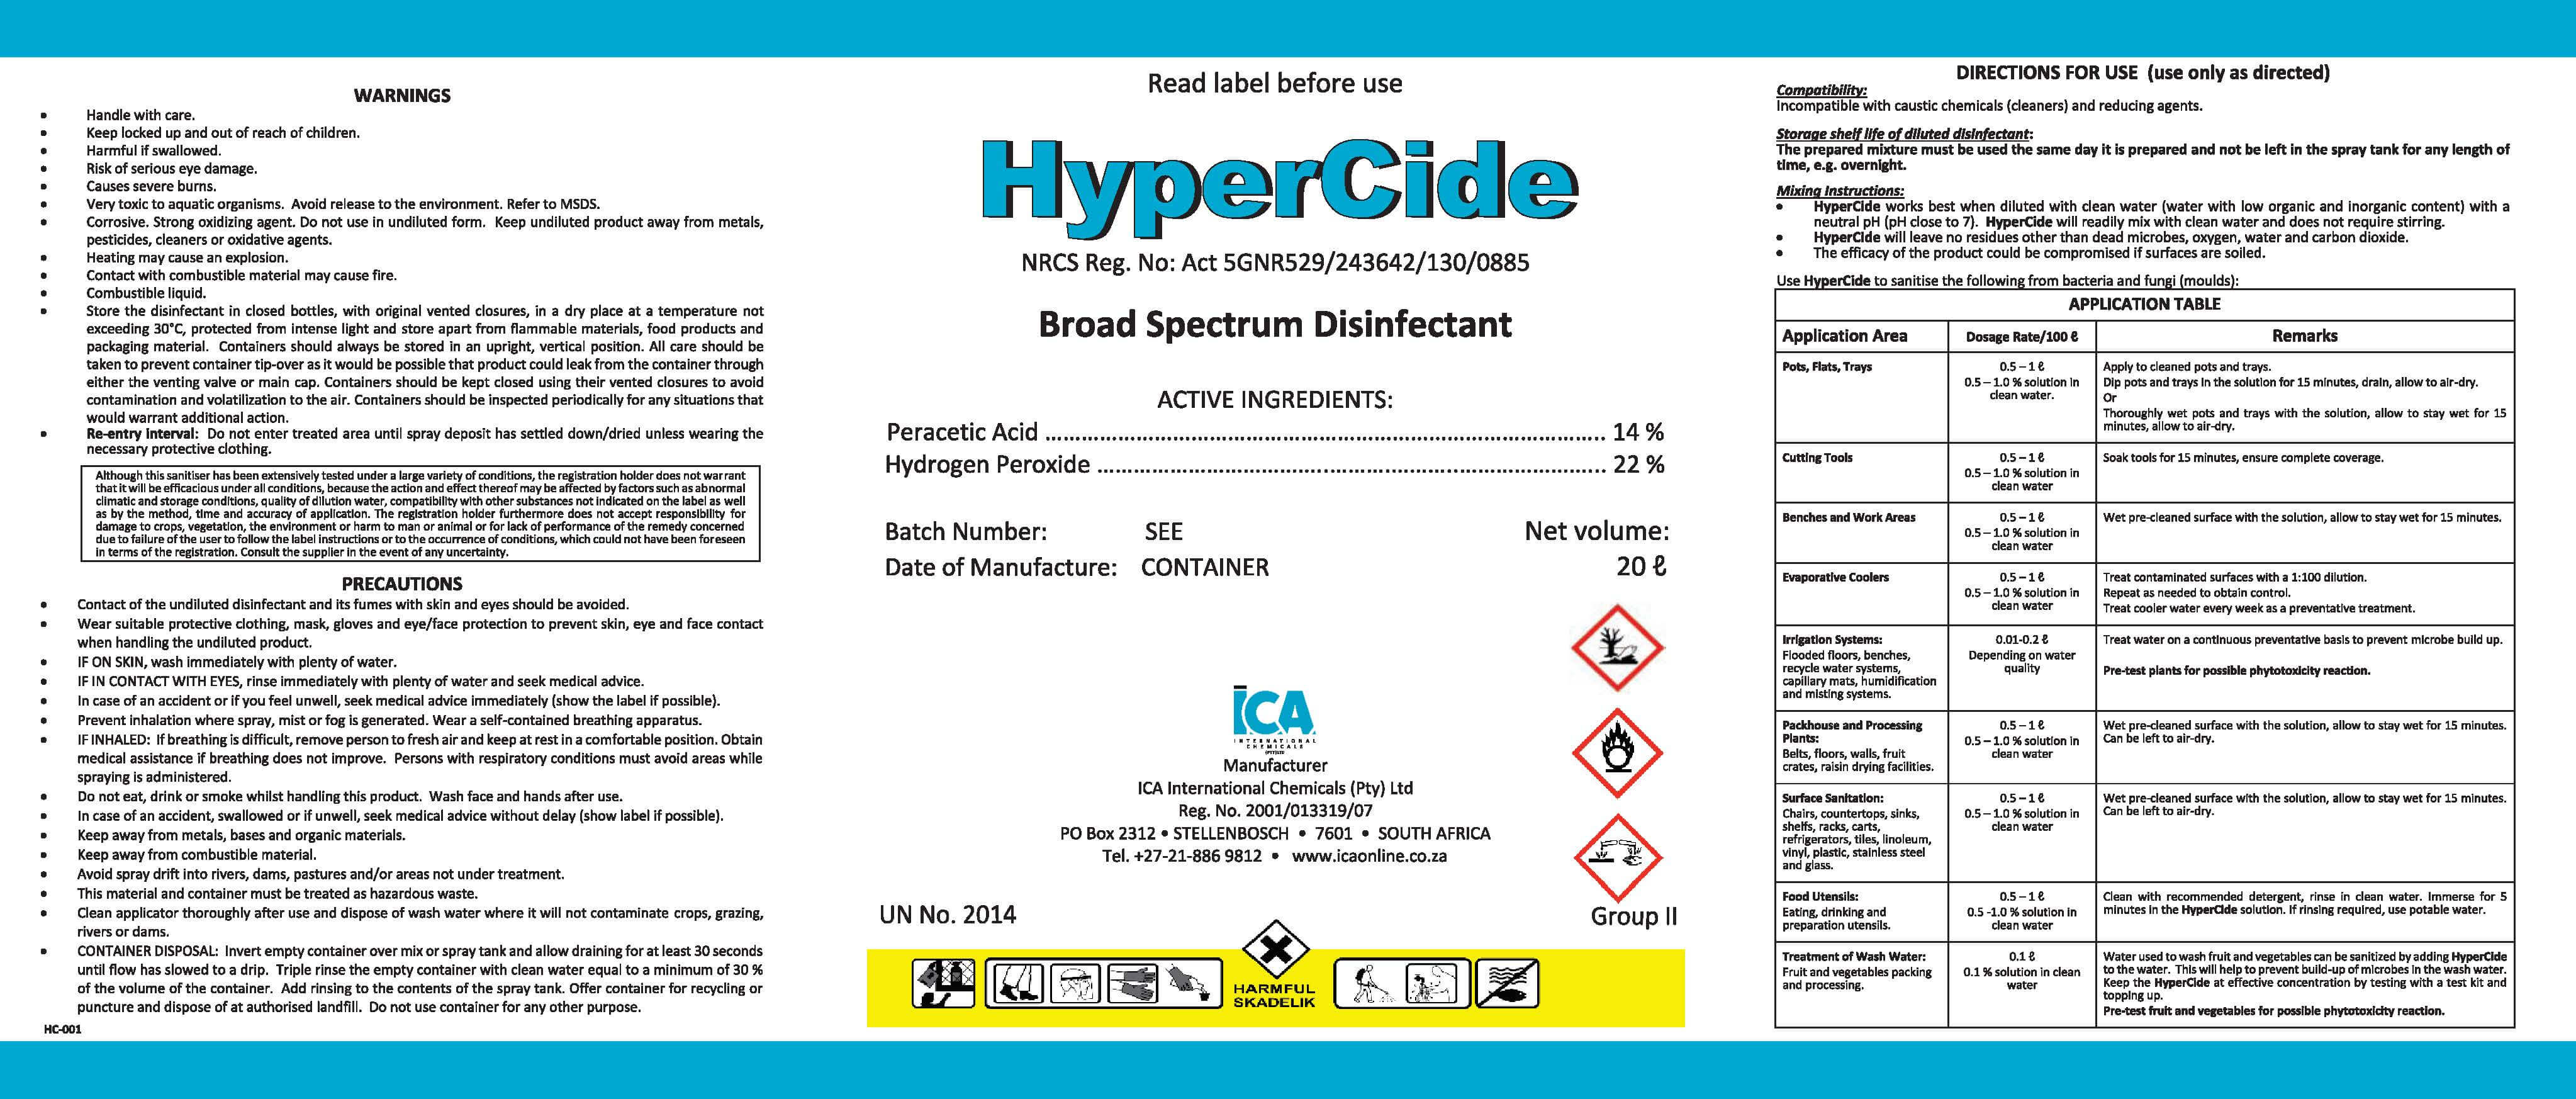 WARNINGS
• Handle with care.
• Keep locked up and out of reach of children.
• Harmful if swallowed.
• Risk of serious eye damage.
• Causes severe burns.
• Very toxic to aquatic organisms. Avoid release to the environment. Refer to MSDS.
• Corrosive. Strong oxidizing agent. Do not use in undiluted form. Keep undiluted product away from metals,
pesticides, cleaners or oxidative agents.
• Heating may cause an explosion.
• Contact with combustible material may cause fire.
• Combustible liquid.
• Store the disinfectant in closed bottles, with original vented closures, in a dry place at a temperature not
exceeding 30°C, protected from intense light and store apart from flammable materials, food products and
packaging material. Containers should always be stored in an upright, vertical position. All care should be
taken to prevent container tip-over as it would be possible that product could leak from the container through
either the venting valve or main cap. Containers should be kept closed using their vented closures to avoid
contamination and volatilization to the air. Containers should be inspected periodically for any situations that
would warrant additional action.
• Re-entry interval: Do not enter treated area until spray deposit has settled down/dried unless wearing the
necessary protective clothing.
Although this sanitiser has been extensively tested under a large variety of conditions, the registration holder does not warrant
that it will be efficacious under all conditions, because the action and effect thereof may be affected by factors such as abnormal
climatic and storage conditions, quality of dilution water, compatibility with other substances not indicated on the label as well
as by the method, time and accuracy of application. The registration holder furthermore does not accept responsibility for
damage to crops, vegetation, the environment or harm to man or animal or for lack of performance of the remedy concerned
due to failure of the user to follow the label instructions or to the occurrence of conditions, which could not have been foreseen
in terms of the registration. Consult the supplier in the event of any uncertainty.
PRECAUTIONS
• Contact of the undiluted disinfectant and its fumes with skin and eyes should be avoided.
• Wear suitable protective clothing, mask, gloves and eye/face protection to prevent skin, eye and face contact
when handling the undiluted product.
• IF ON SKIN, wash immediately with plenty of water.
• IF IN CONTACT WITH EYES, rinse immediately with plenty of water and seek medical advice.
• In case of an accident or if you feel unwell, seek medical advice immediately (show the label if possible).
• Prevent inhalation where spray, mist or fog is generated. Wear a self-contained breathing apparatus.
• IF INHALED: If breathing is difficult, remove person to fresh air and keep at rest in a comfortable position. Obtain
medical assistance if breathing does not improve. Persons with respiratory conditions must avoid areas while
spraying is administered.
• Do not eat, drink or smoke whilst handling this product. Wash face and hands after use.
• In case of an accident, swallowed or if unwell, seek medical advice without delay (show label if possible).
• Keep away from metals, bases and organic materials.
• Keep away from combustible material.
• Avoid spray drift into rivers, dams, pastures and/or areas not under treatment.
• This material and container must be treated as hazardous waste.
• Clean applicator thoroughly after use and dispose of wash water where it will not contaminate crops, grazing,
rivers or dams.
• CONTAINER DISPOSAL: Invert empty container over mix or spray tank and allow draining for at least 30 seconds
until flow has slowed to a drip. Triple rinse the empty container with clean water equal to a minimum of 30 %
of the volume of the container. Add rinsing to the contents of the spray tank. Offer container for recycling or
puncture and dispose of at authorised landfill. Do not use container for any other purpose.
HC-001
Read label before use
HyperCide
NRCS Reg. No: Act 5GNR529/243642/130/0885
Broad Spectrum Disinfectant
ACTIVE INGREDIENTS:
Peracetic Acid ........ 14 %
Hydrogen Peroxide ........ 22 %
Batch Number: SEE Net volume:
Date of Manufacture: CONTAINER 20 ℓ
ICA
INTERNATIONAL
CHEMICALS
Manufacturer
ICA International Chemicals (Pty) Ltd
Reg. No. 2001/013319/07
PO Box 2312 • STELLENBOSCH • 7601 • SOUTH AFRICA
Tel. +27-21-886 9812 • www.icaonline.co.za
UN No. 2014 Group II
HARMFUL
SKADELIK
DIRECTIONS FOR USE (use only as directed)
Compatibility:
Incompatible with caustic chemicals (cleaners) and reducing agents.
Storage shelf life of diluted disinfectant:
The prepared mixture must be used the same day it is prepared and not be left in the spray tank for any length of
time, e.g. overnight.
Mixing Instructions:
• HyperCide works best when diluted with clean water (water with low organic and inorganic content) with a
neutral pH (pH close to 7). HyperCide will readily mix with clean water and does not require stirring.
• HyperCide will leave no residues other than dead microbes, oxygen, water and carbon dioxide.
• The efficacy of the product could be compromised if surfaces are soiled.
Use HyperCide to sanitise the following from bacteria and fungi (moulds):
APPLICATION TABLE
Application Area Dosage Rate/100 ℓ Remarks
Pots, Flats, Trays
0.5 – 1 ℓ
0.5 – 1.0 % solution in
clean water.
Apply to cleaned pots and trays.
Dip pots and trays in the solution for 15 minutes, drain, allow to air-dry.
Or
Thoroughly wet pots and trays with the solution, allow to stay wet for 15
minutes, allow to air-dry.
Cutting Tools
0.5 – 1 ℓ
0.5 – 1.0 % solution in
clean water
Soak tools for 15 minutes, ensure complete coverage.
Benches and Work Areas
0.5 – 1 ℓ
0.5 – 1.0 % solution in
clean water
Wet pre-cleaned surface with the solution, allow to stay wet for 15 minutes.
Evaporative Coolers
0.5 – 1 ℓ
0.5 – 1.0 % solution in
clean water
Treat contaminated surfaces with a 1:100 dilution.
Repeat as needed to obtain control.
Treat cooler water every week as a preventative treatment.
Irrigation Systems:
Flooded floors, benches,
recycle water systems,
capillary mats, humidification
and misting systems.
0.01-0.2 ℓ
Depending on water
quality
Treat water on a continuous preventative basis to prevent microbe build up.
Pre-test plants for possible phytotoxicity reaction.
Packhouse and Processing
Plants:
Belts, floors, walls, fruit
crates, raisin drying facilities.
0.5 – 1 ℓ
0.5 – 1.0 % solution in
clean water
Wet pre-cleaned surface with the solution, allow to stay wet for 15 minutes.
Can be left to air-dry.
Surface Sanitation:
Chairs, countertops, sinks,
shelfs, racks, carts,
refrigerators, tiles, linoleum,
vinyl, plastic, stainless steel
and glass.
0.5 – 1 ℓ
0.5 – 1.0 % solution in
clean water
Wet pre-cleaned surface with the solution, allow to stay wet for 15 minutes.
Can be left to air-dry.
Food Utensils:
Eating, drinking and
preparation utensils.
0.5 – 1 ℓ
0.5 -1.0 % solution in
clean water
Clean with recommended detergent, rinse in clean water. Immerse for 5
minutes in the HyperCide solution. If rinsing required, use potable water.
Treatment of Wash Water:
Fruit and vegetables packing
and processing.
0.1 ℓ
0.1 % solution in clean
water
Water used to wash fruit and vegetables can be sanitized by adding HyperCide
to the water. This will help to prevent build-up of microbes in the wash water.
Keep the HyperCide at effective concentration by testing with a test kit and
topping up.
Pre-test fruit and vegetables for possible phytotoxicity reaction.